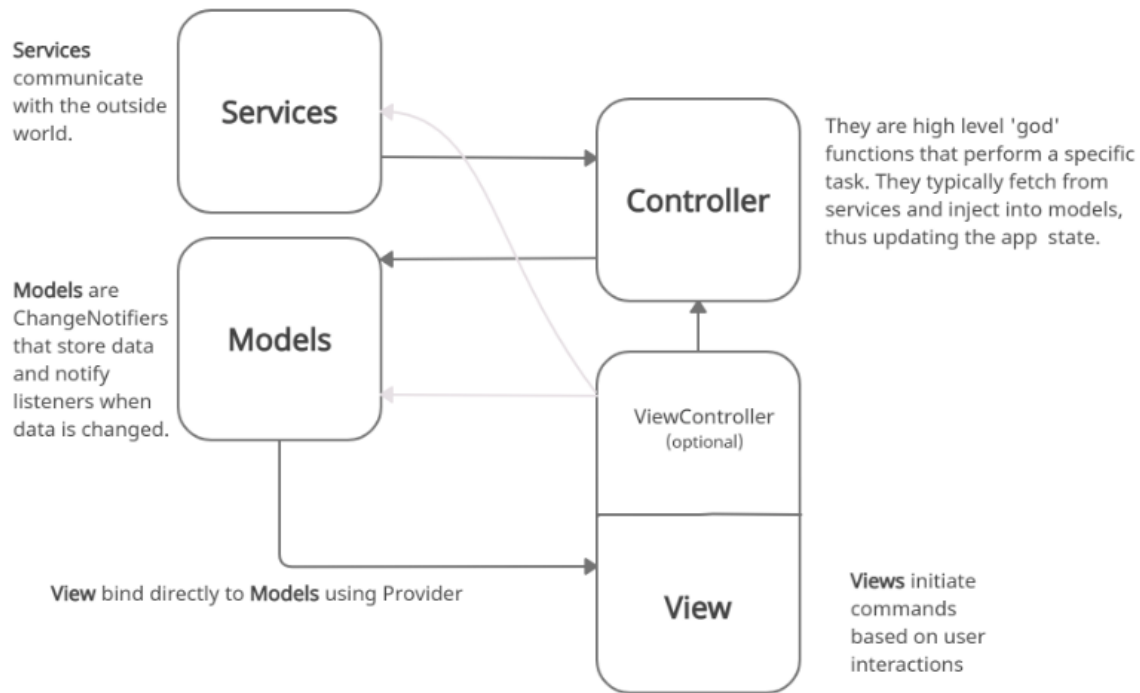 Services
communicate
with the outside
world.
Services
Controller
They are high level 'god'
functions that perform a specific
task. They typically fetch from
services and inject into models,
thus updating the app state.
Models are
ChangeNotifiers
that store data
and notify
listeners when
data is changed.
Models
ViewController
(optional)
View bind directly to Models using Provider
View
Views initiate
commands
based on user
interactions